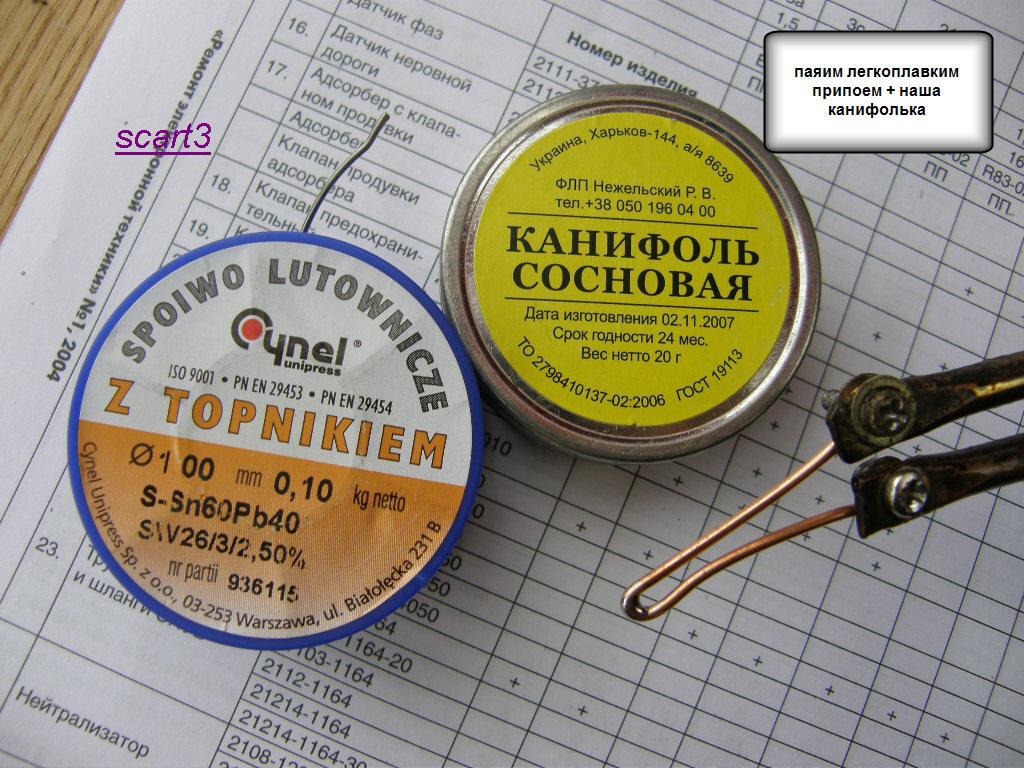 scart3
паяим легкоплавким
припоем + наша
канифолька
SPOIWO LUTOWNICZE
Cynel®
unipress
ISO 9001 • PN EN 29453 • PN EN 29454
Z TOPNIKIEM
Ø 1.00 mm 0,10 kg netto
S-Sn60Pb40
SW26/3/2,50%
nr partii 936115
Cynel Unipress Sp. z o.o., 03-253 Warszawa, ul. Białołęcka 231 B
Украина, Харьков-144, а/я 8639
ФЛП Нежельский Р. В.
тел.+38 050 196 04 00
КАНИФОЛЬ
СОСНОВАЯ
Дата изготовления 02.11.2007
Срок годности 24 мес.
Вес нетто 20 г
ТО 2798410137-02:2006 ГОСТ 19113
«Ремонт электронной техники» №1, 2004
Номер изделия
Датчик фаз
16. Датчик неровной
дороги
17. Адсорбер с клапа-
ном продувки
Адсорбер
Клапан продувки
адсорбера
18. Клапан предохрани-
тельный
19.
23.
и шланги
Нейтрализатор
2112-1164
21214-1164
21214-1164-30